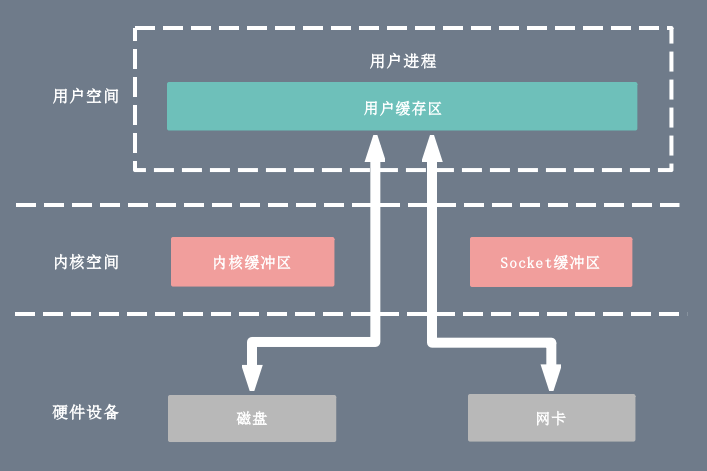 用户进程
用户空间
用户缓存区
内核空间
内核缓冲区
Socket缓冲区
硬件设备
磁盘
网卡